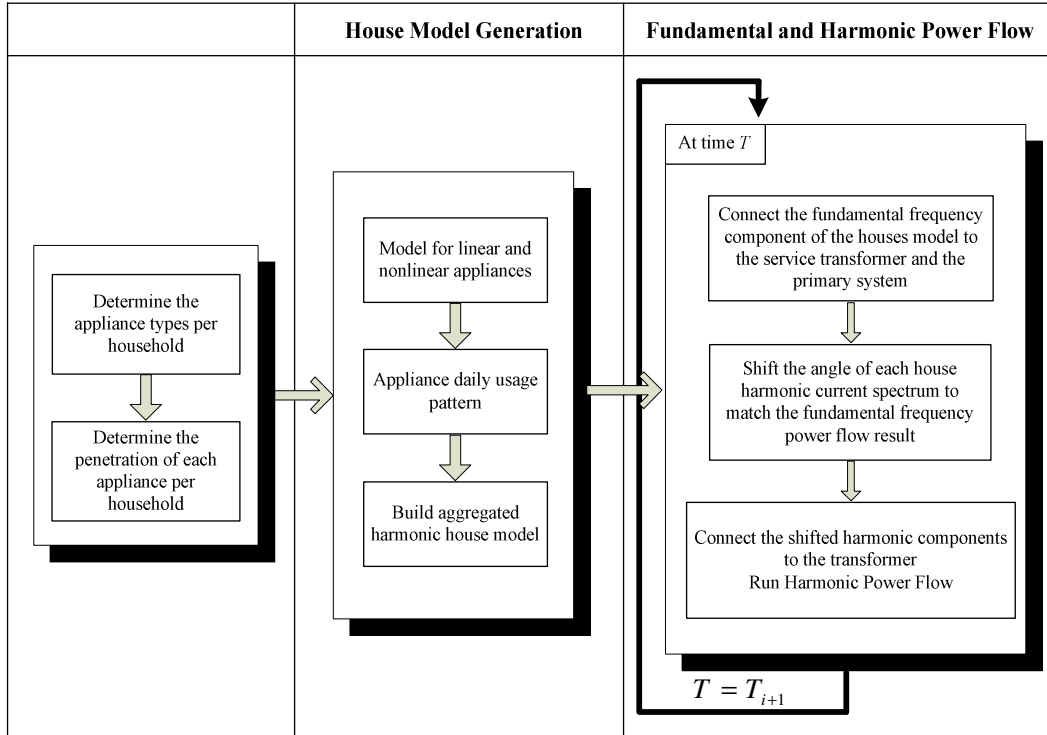 House Model Generation
Fundamental and Harmonic Power Flow
Determine the
appliance types per
household
Determine the
penetration of each
appliance per
household
Model for linear and
nonlinear appliances
Appliance daily usage
pattern
Build aggregated
harmonic house model
At time T
Connect the fundamental frequency
component of the houses model to
the service transformer and the
primary system
Shift the angle of each house
harmonic current spectrum to
match the fundamental frequency
power flow result
Connect the shifted harmonic components
to the transformer
Run Harmonic Power Flow
T = T_{i+1}